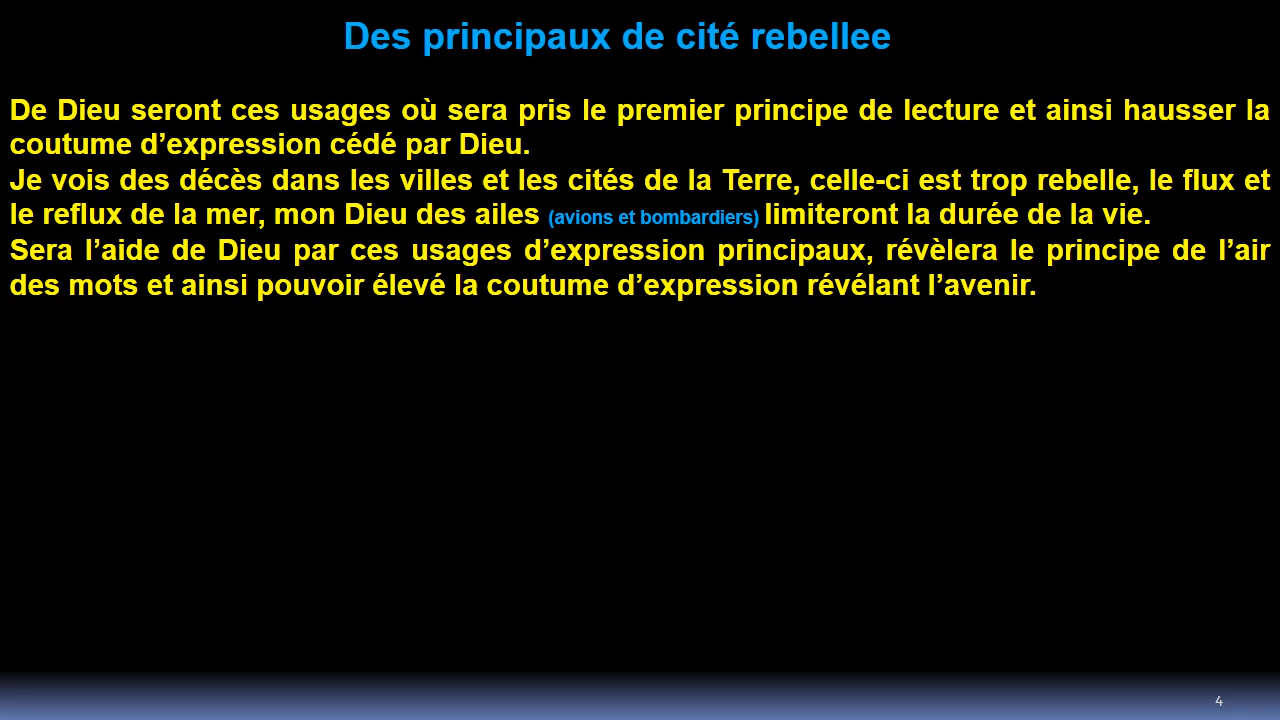 Des principaux de cité rebellee
De Dieu seront ces usages où sera pris le premier principe de lecture et ainsi hausser la
coutume d’expression cédé par Dieu.
Je vois des décès dans les villes et les cités de la Terre, celle-ci est trop rebelle, le flux et
le reflux de la mer, mon Dieu des ailes (avions et bombardiers) limiteront la durée de la vie.
Sera l’aide de Dieu par ces usages d’expression principaux, révèlera le principe de l’air
des mots et ainsi pouvoir élevé la coutume d’expression révélant l’avenir.
4